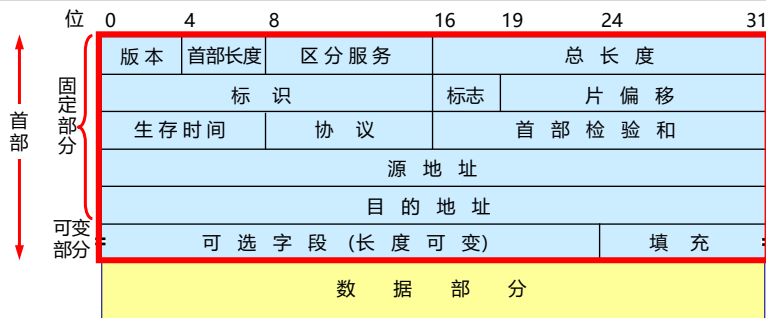 位 0 4 8 16 19 24 31
版本 首部长度 区分服务 总长度
标识 标志 片偏移
生存时间 协议 首部检验和
源地址
目的地址
可选字段 (长度可变) 填充
数据部分
首部
固定部分
可变
部分